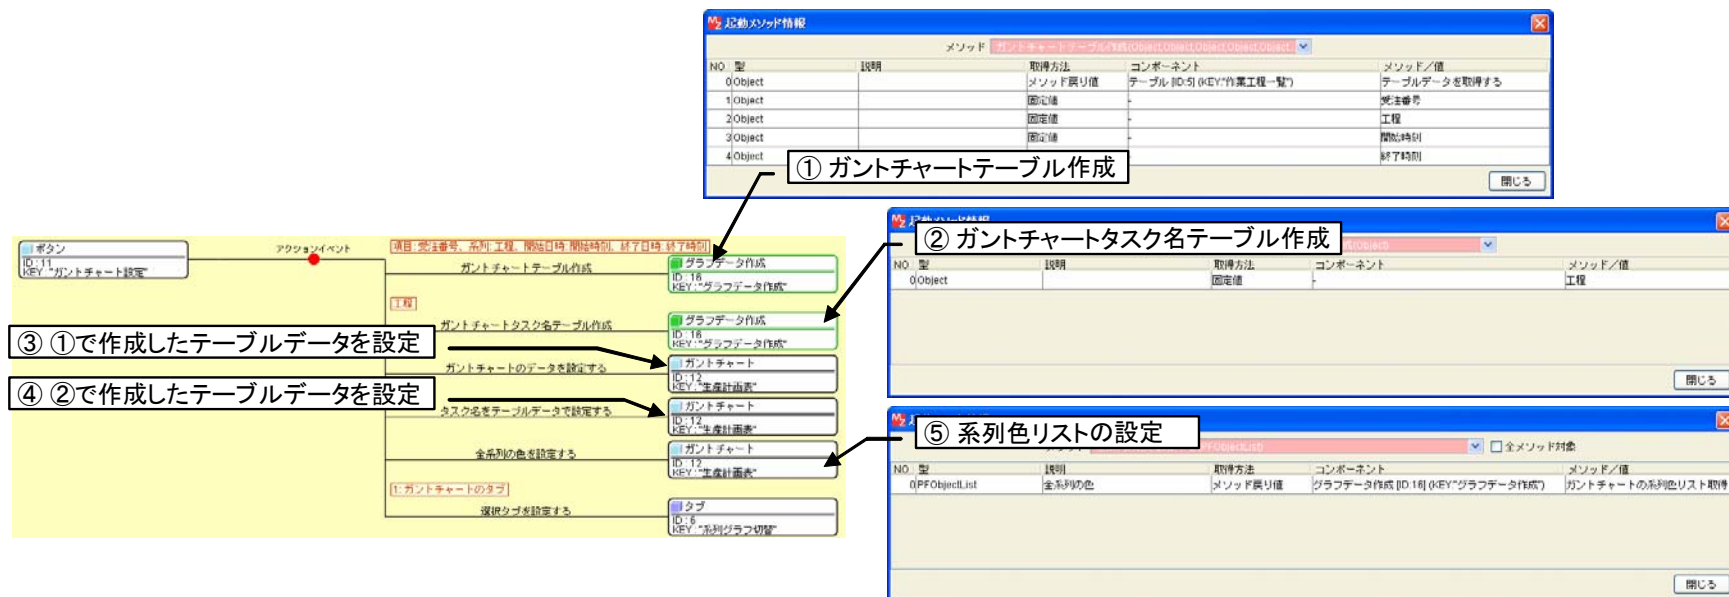 起動メソッド情報
メソッド ガントチャートテーブル作成(Object,Object,Object,Object,Object)
NO 型 説明 取得方法 コンポーネント メソッド/値
0 Object メソッド戻り値 テーブル [ID:5] (KEY:"作業工程一覧") テーブルデータを取得する
1 Object 固定値 - 受注番号
2 Object 固定値 - 工程
3 Object 固定値 - 開始時刻
4 Object 終了時刻
閉じる
① ガントチャートテーブル作成
② ガントチャートタスク名テーブル作成
NO 型 説明 取得方法 コンポーネント メソッド/値
0 Object 固定値 - 工程
閉じる
⑤ 系列色リストの設定
全メソッド対象
NO 型 説明 取得方法 コンポーネント メソッド/値
0 PFObjectList 全系列の色 メソッド戻り値 グラフデータ作成 [ID:16] (KEY:"グラフデータ作成") ガントチャートの系列色リスト取得
閉じる
ボタン
ID:11
KEY:"ガントチャート設定"
アクションイベント
項目:受注番号、系列:工程、開始日時:開始時刻、終了日時:終了時刻
ガントチャートテーブル作成
グラフデータ作成
ID:16
KEY:"グラフデータ作成"
工程
ガントチャートタスク名テーブル作成
グラフデータ作成
ID:16
KEY:"グラフデータ作成"
③ ①で作成したテーブルデータを設定
ガントチャートのデータを設定する
ガントチャート
ID:12
KEY:"生産計画表"
④ ②で作成したテーブルデータを設定
タスク名をテーブルデータで設定する
ガントチャート
ID:12
KEY:"生産計画表"
全系列の色を設定する
ガントチャート
ID:12
KEY:"生産計画表"
1:ガントチャートのタブ
選択タブを設定する
タブ
ID:6
KEY:"系列グラフ切替"